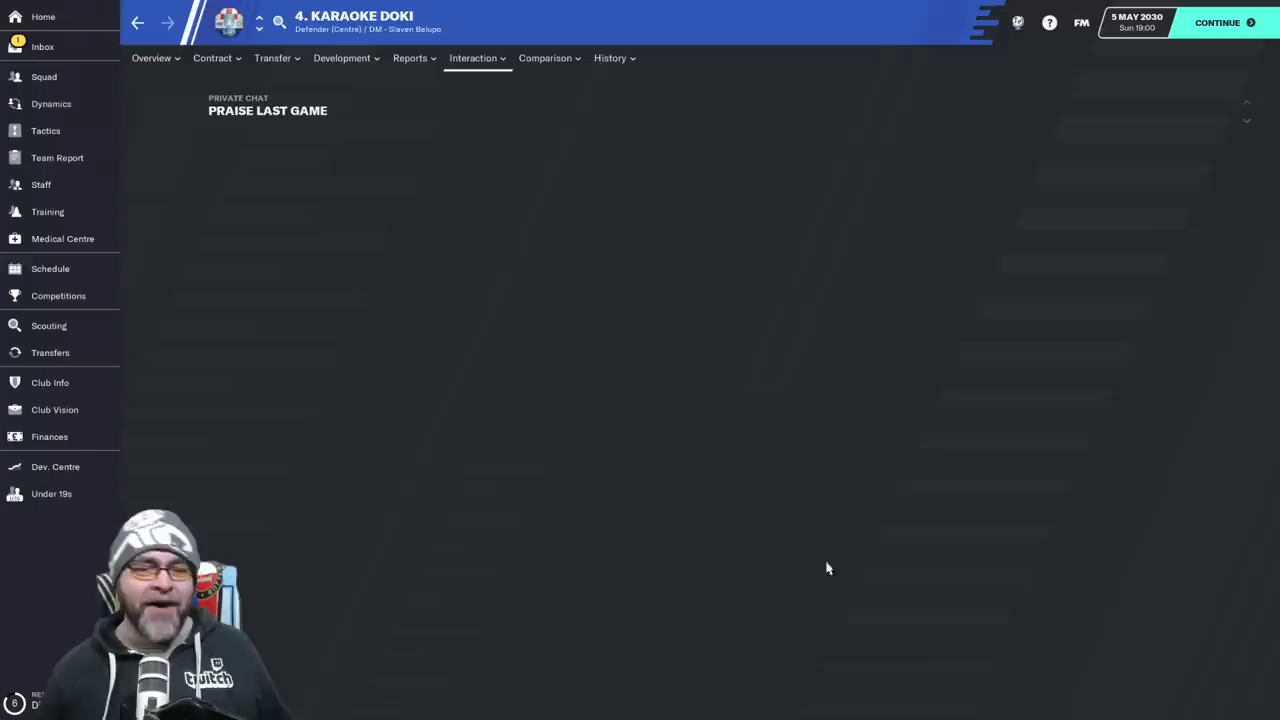 Home
4. KARAOKE DOKI
Defender (Centre) / DM - Slaven Belupo
FM
5 MAY 2030
Sun 19:00
CONTINUE
1
Inbox
Overview
Contract
Transfer
Development
Reports
Interaction
Comparison
History
Squad
Dynamics
Tactics
Team Report
Staff
Training
Medical Centre
Schedule
Competitions
Scouting
Transfers
Club Info
Club Vision
Finances
Dev. Centre
Under 19s
PRIVATE CHAT
PRAISE LAST GAME
6
twitch